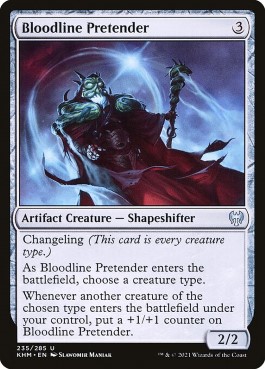 Bloodline Pretender 3
Artifact Creature — Shapeshifter
Changeling (This card is every creature
type.)
As Bloodline Pretender enters the
battlefield, choose a creature type.
Whenever another creature of the
chosen type enters the battlefield under
your control, put a +1/+1 counter on
Bloodline Pretender.
2/2
235/285 U
KHM • EN SLAWOMIR MANIAK
™ & © 2021 Wizards of the Coast